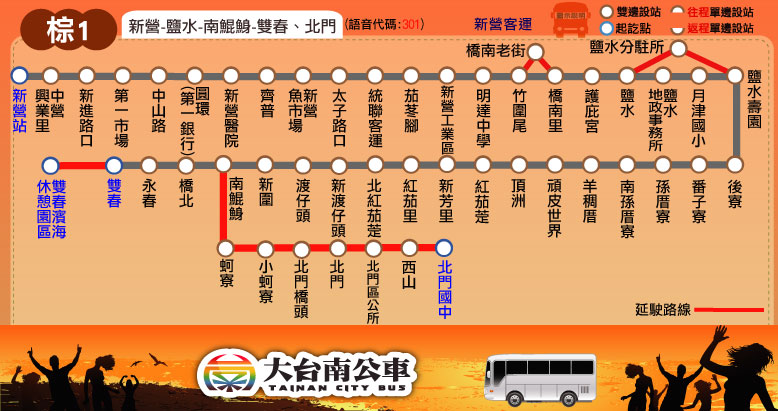 棕1
新營-鹽水-南鯤鯓-雙春、北門
(語音代碼:301)
新營客運
雙邊設站
往程單邊設站
起訖點
返程單邊設站
橋南老街
鹽水分駐所
新營站
中營
興業里
新進路口
第一市場
中山路
圓環
(第一銀行)
新營醫院
齊普
新營
魚市場
太子路口
統聯客運
茄苳腳
新營工業區
明達中學
竹圍尾
橋南里
護庇宮
鹽水
鹽水
地政事務所
月津國小
鹽水壽園
雙春濱海
休憩園區
雙春
永春
橋北
南鯤鯓
新圍
渡仔頭
新渡仔頭
北紅茄萣
紅茄里
新芳里
紅茄萣
頂洲
頑皮世界
羊稠厝
南孫厝寮
孫厝寮
番子寮
後寮
蚵寮
小蚵寮
北門橋頭
北門
北門區公所
西山
北門國中
延駛路線
大台南公車
TAINAN CITY BUS